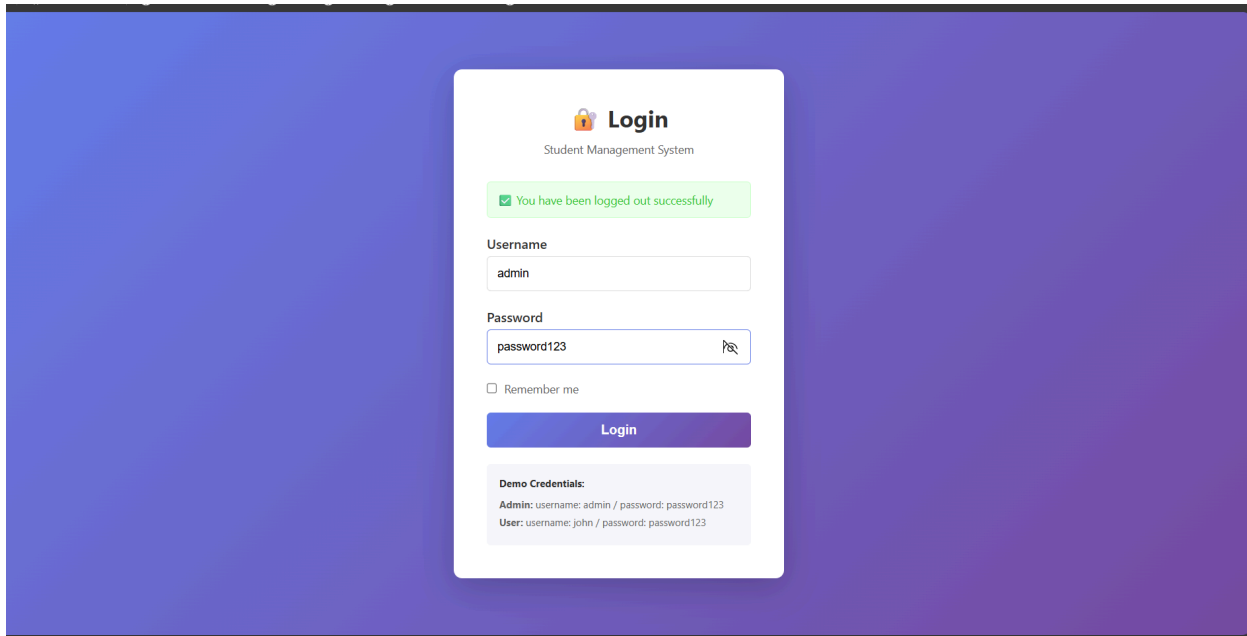 Login
Student Management System
You have been logged out successfully
Username
admin
Password
password123
Remember me
Login
Demo Credentials:
Admin: username: admin / password: password123
User: username: john / password: password123